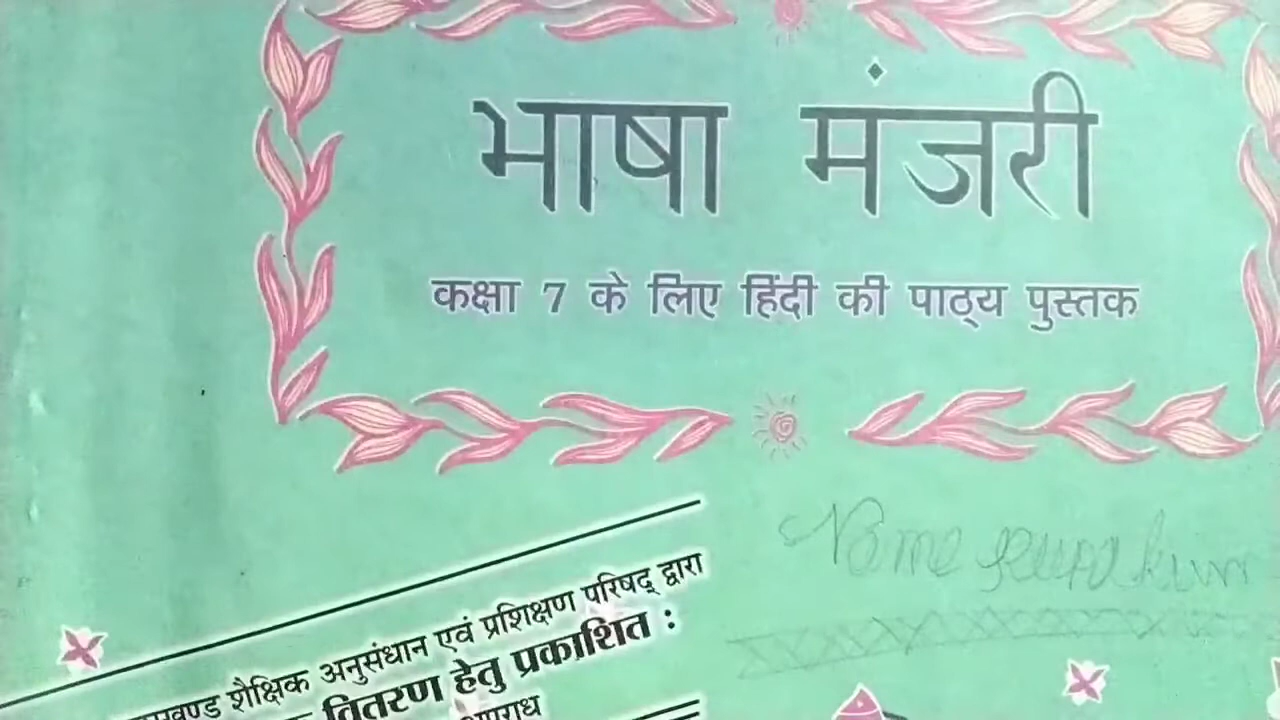 भाषा मंजरी
कक्षा 7 के लिए हिंदी की पाठ्य पुस्तक
Name
शैक्षिक अनुसंधान एवं प्रशिक्षण परिषद् द्वारा
वितरण हेतु प्रकाशित :